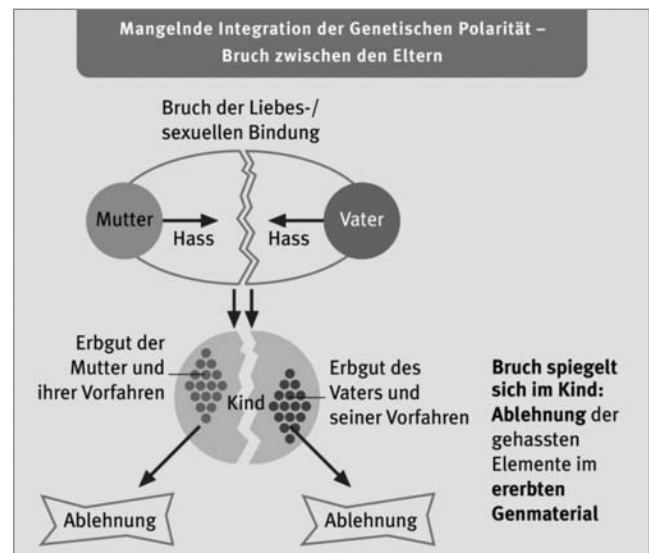 Mangelnde Integration der Genetischen Polarität –
Bruch zwischen den Eltern
Bruch der Liebes-/
sexuellen Bindung
Mutter
Hass
Hass
Vater
Erbgut der
Mutter und
ihrer Vorfahren
Kind
Erbgut des
Vaters und
seiner Vorfahren
Bruch spiegelt
sich im Kind:
Ablehnung der
gehassten
Elemente im
ererbten
Genmaterial
Ablehnung
Ablehnung